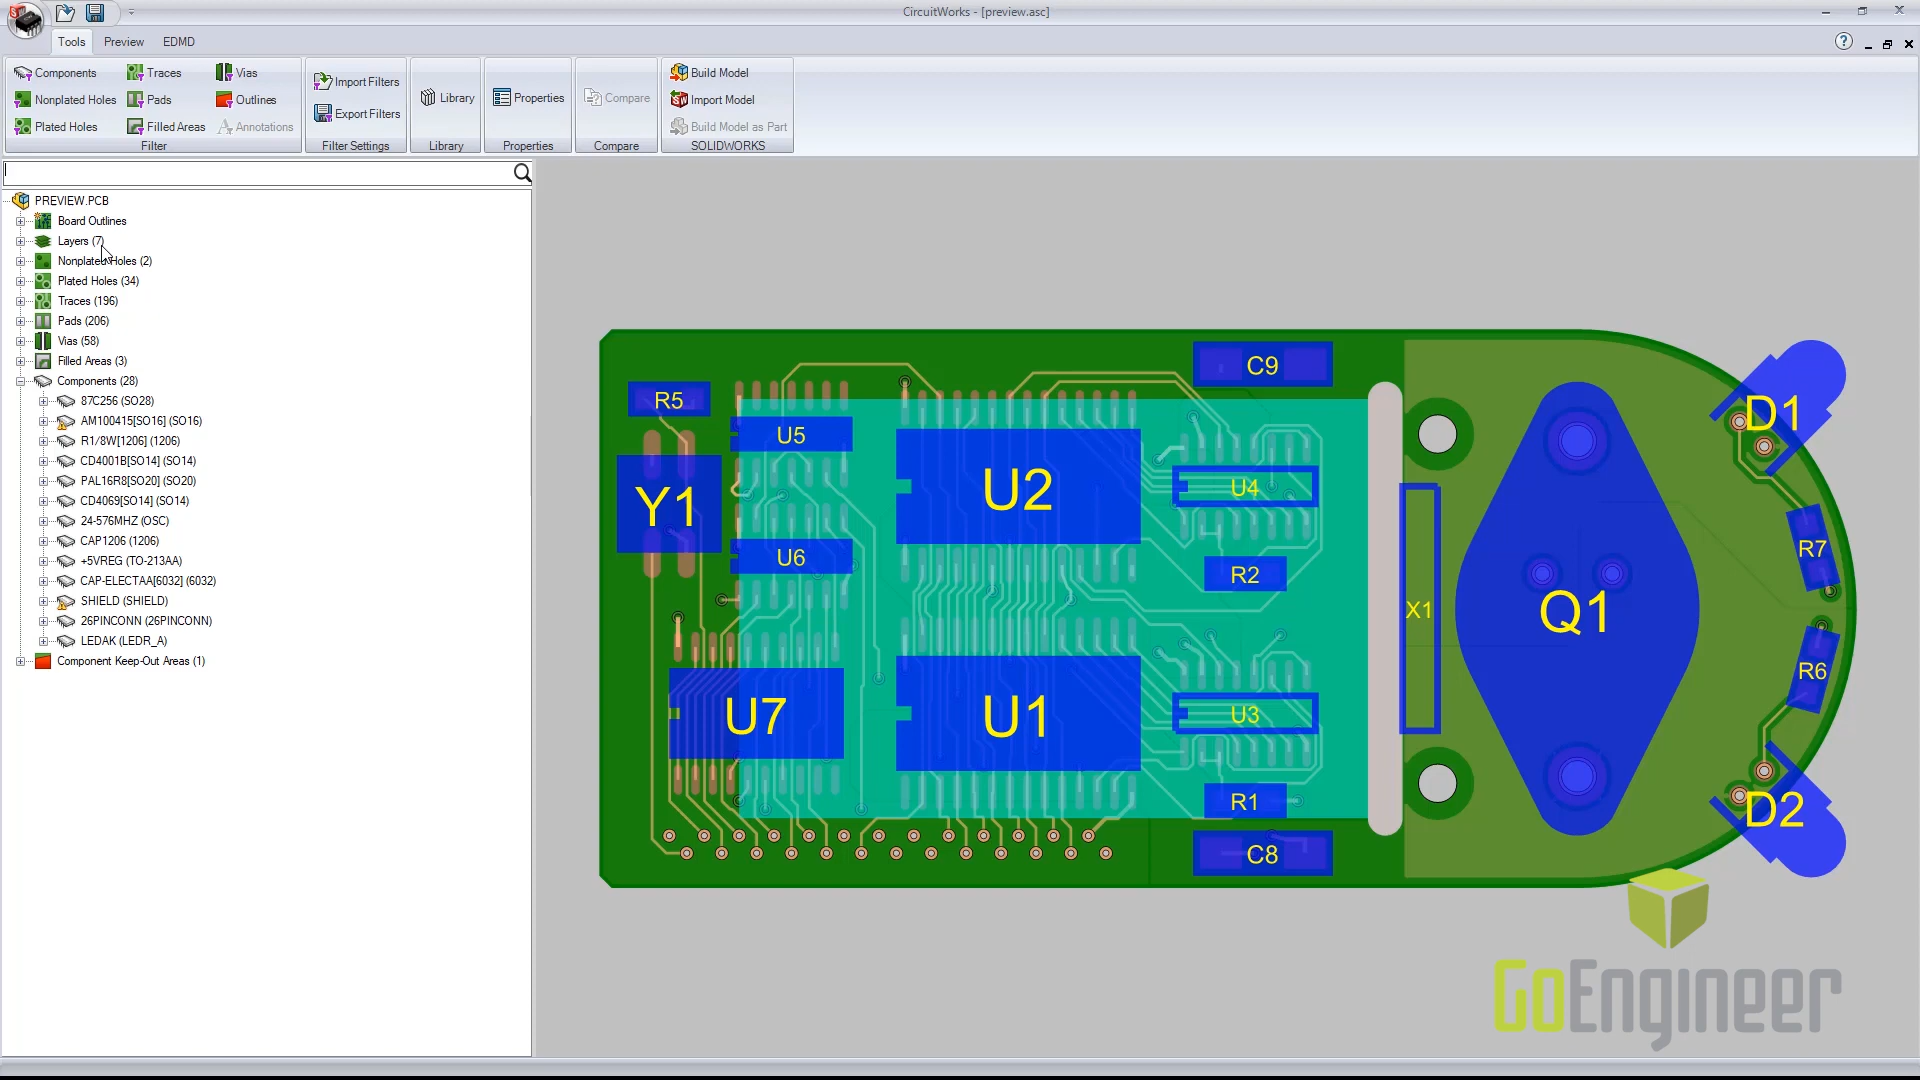 CircuitWorks - [preview.asc]
Tools Preview EDMD
Components Traces Vias
Nonplated Holes Pads Outlines
Plated Holes Filled Areas Annotations
Filter
Import Filters
Export Filters
Filter Settings
Library
Library
Properties
Properties
Compare
Compare
Build Model
Import Model
Build Model as Part
SOLIDWORKS
PREVIEW.PCB
Board Outlines
Layers (7)
Nonplated Holes (2)
Plated Holes (34)
Traces (196)
Pads (206)
Vias (58)
Filled Areas (3)
Components (28)
87C256 (SO28)
AM100415[SO16] (SO16)
R1/8W[1206] (1206)
CD4001B[SO14] (SO14)
PAL16R8[SO20] (SO20)
CD4069[SO14] (SO14)
24-576MHZ (OSC)
CAP1206 (1206)
+5VREG (TO-213AA)
CAP-ELECTAA[6032] (6032)
SHIELD (SHIELD)
26PINCONN (26PINCONN)
LEDAK (LEDR_A)
Component Keep-Out Areas (1)
C9
R5
D1
U5
U2
U4
Y1
R7
U6
R2
X1
Q1
R6
U7
U1
U3
R1
D2
C8
GoEngineer